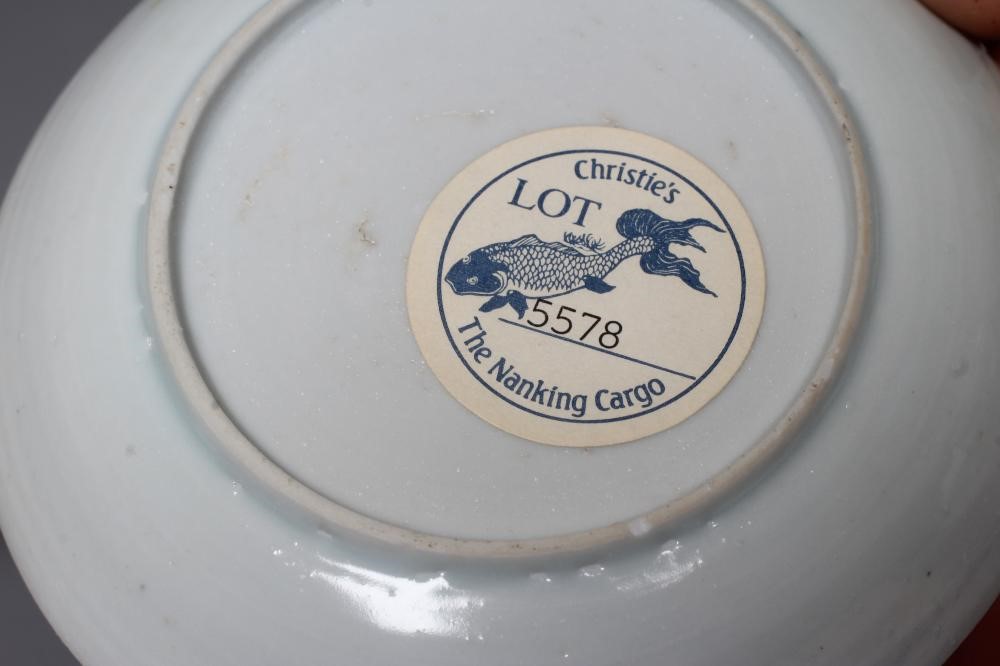 Christie's
LOT
5578
The Nanking Cargo